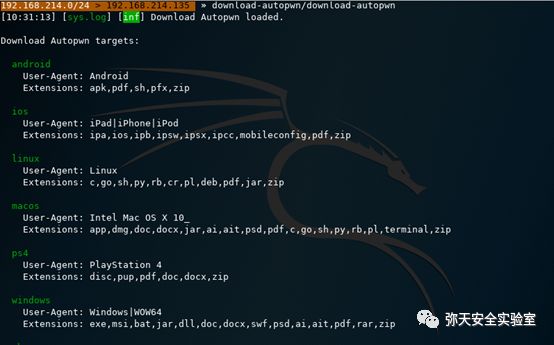 192.168.214.0/24 > 192.168.214.135 » download-autopwn/download-autopwn
[10:31:13] [sys.log] [inf] Download Autopwn loaded.
Download Autopwn targets:
android
User-Agent: Android
Extensions: apk,pdf,sh,pfx,zip
ios
User-Agent: iPad|iPhone|iPod
Extensions: ipa,ios,ipb,ipsw,ipsx,ipcc,mobileconfig,pdf,zip
linux
User-Agent: Linux
Extensions: c,go,sh,py,rb,cr,pl,deb,pdf,jar,zip
macos
User-Agent: Intel Mac OS X 10_
Extensions: app,dmg,doc,docx,jar,ai,ait,psd,pdf,c,go,sh,py,rb,pl,terminal,zip
ps4
User-Agent: PlayStation 4
Extensions: disc,pup,pdf,doc,docx,zip
windows
User-Agent: Windows|WOW64
Extensions: exe,msi,bat,jar,dll,doc,docx,swf,psd,ai,ait,pdf,rar,zip
弥天安全实验室